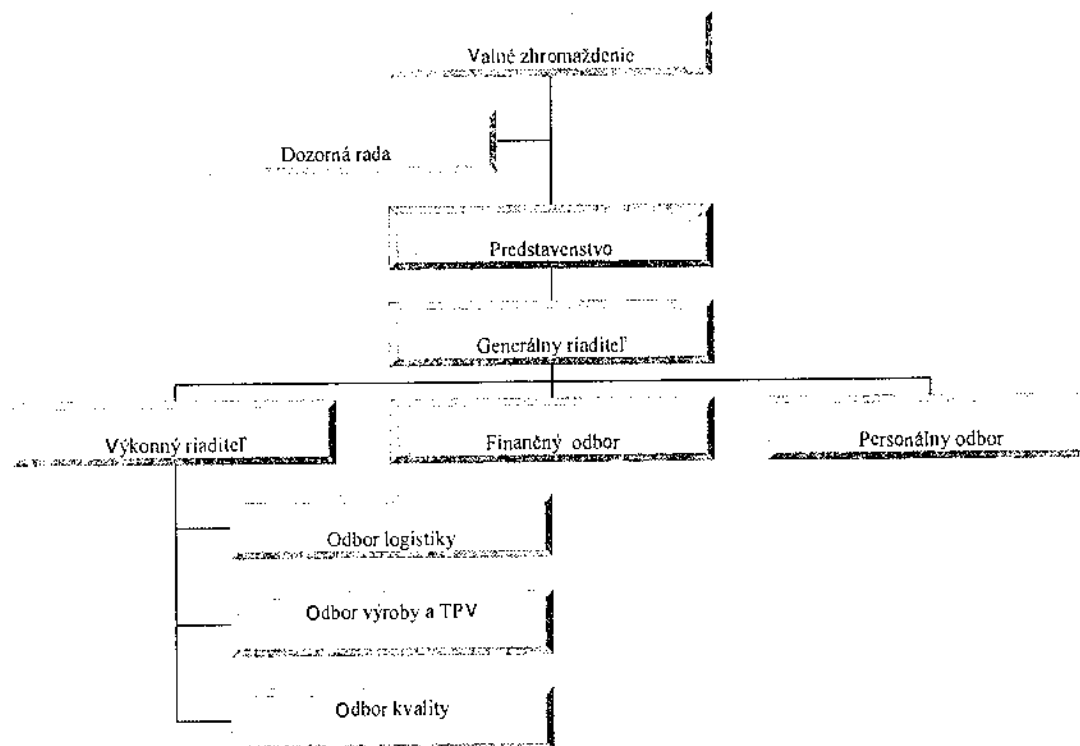 Valné zhromaždenie
Dozorná rada
Predstavenstvo
Generálny riaditeľ
Výkonný riaditeľ
Finančný odbor
Personálny odbor
Odbor logistiky
Odbor výroby a TPV
Odbor kvality